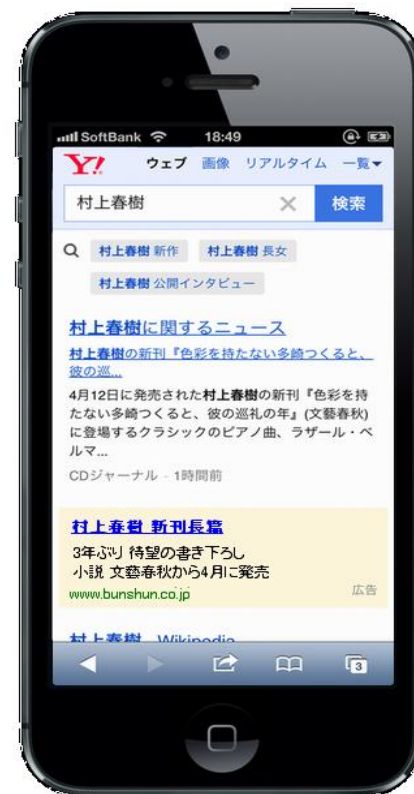 SoftBank 18:49
Y! ウェブ 画像 リアルタイム 一覧▼
村上春樹 × 検索
村上春樹 新作 村上春樹 長女
村上春樹 公開インタビュー
村上春樹に関するニュース
村上春樹の新刊『色彩を持たない多崎つくると、
彼の巡...
4月12日に発売された村上春樹の新刊『色彩を持
たない多崎つくると、彼の巡礼の年』(文藝春秋)
に登場するクラシックのピアノ曲、ラザール・ベ
ルマ...
CDジャーナル - 1時間前
村上春樹 新刊長篇
3年ぶり 待望の書き下ろし
小説 文藝春秋から4月に発売
www.bunshun.co.jp 広告
村上春樹 Wikipedia
3